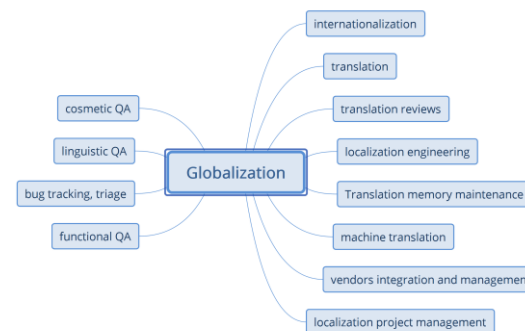 internationalization
translation
translation reviews
localization engineering
Translation memory maintenance
machine translation
vendors integration and management
localization project management
Globalization
cosmetic QA
linguistic QA
bug tracking, triage
functional QA